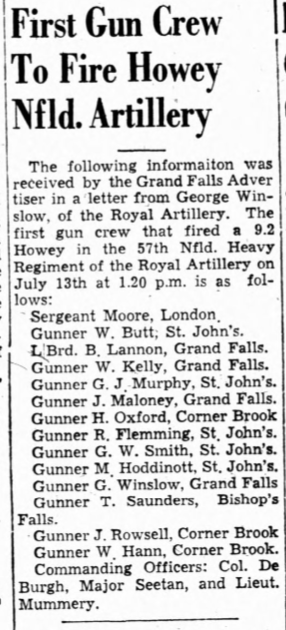 First Gun Crew
To Fire Howey
Nfld. Artillery
The following informaiton was
received by the Grand Falls Adver
tiser in a letter from George Win-
slow, of the Royal Artillery. The
first gun crew that fired a 9.2
Howey in the 57th Nfld. Heavy
Regiment of the Royal Artillery on
July 13th at 1.20 p.m. is as fol-
lows:
Sergeant Moore, London.
Gunner W. Butt, St. John's.
L/Brd. B. Lannon, Grand Falls.
Gunner W. Kelly, Grand Falls.
Gunner G. J. Murphy, St. John's.
Gunner J. Maloney, Grand Falls.
Gunner H. Oxford, Corner Brook
Gunner R. Flemming, St. John's.
Gunner G. W. Smith, St. John's.
Gunner M. Hoddinott, St. John's.
Gunner G. Winslow, Grand Falls
Gunner T. Saunders, Bishop's
Falls.
Gunner J. Rowsell, Corner Brook
Gunner W. Hann, Corner Brook.
Commanding Officers: Col. De
Burgh, Major Seetan, and Lieut.
Mummery.